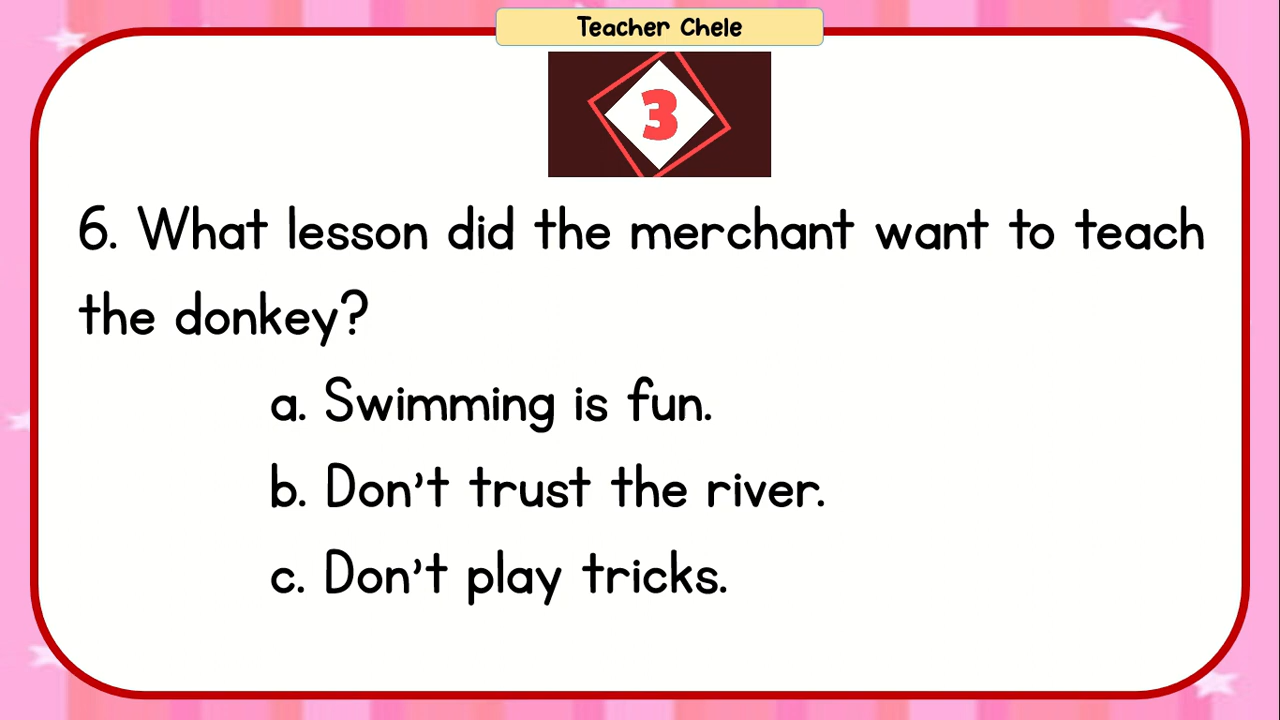 Teacher Chele
3
6. What lesson did the merchant want to teach
the donkey?
a. Swimming is fun.
b. Don't trust the river.
c. Don't play tricks.